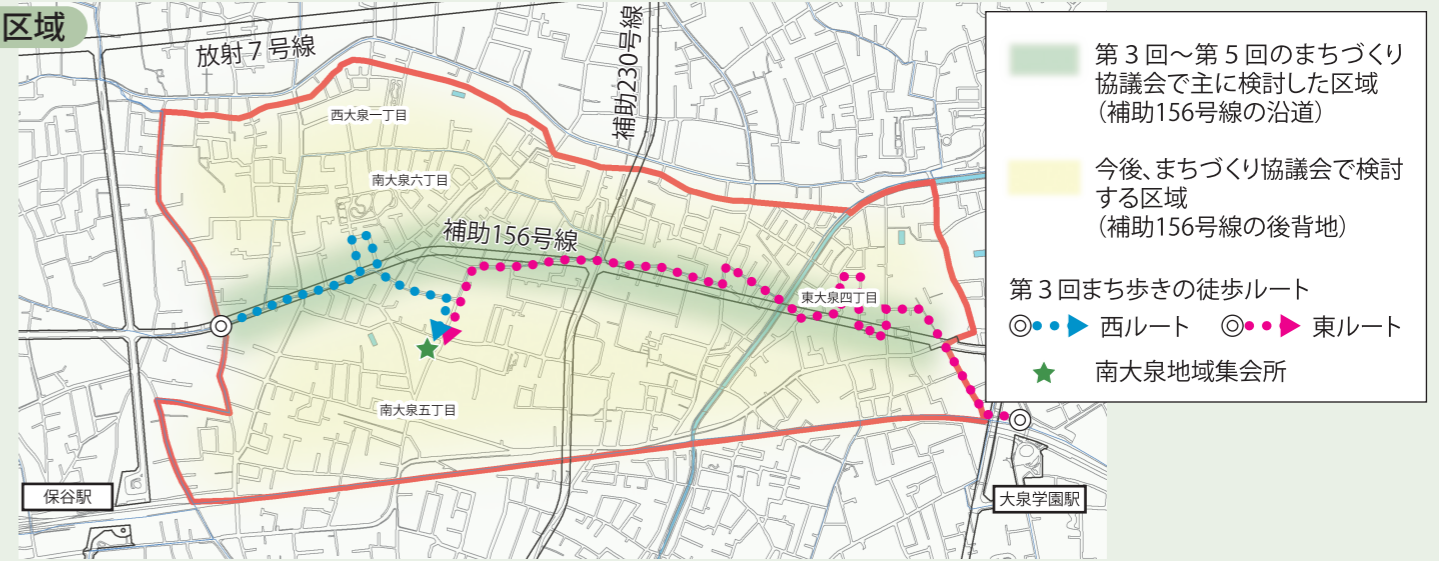 区域
放射7号線
補助230号線
西大泉一丁目
南大泉六丁目
補助156号線
東大泉四丁目
南大泉五丁目
保谷駅
大泉学園駅
第3回~第5回のまちづくり
協議会で主に検討した区域
(補助156号線の沿道)
今後、まちづくり協議会で検討
する区域
(補助156号線の後背地)
第3回まち歩きの徒歩ルート
西ルート
東ルート
南大泉地域集会所